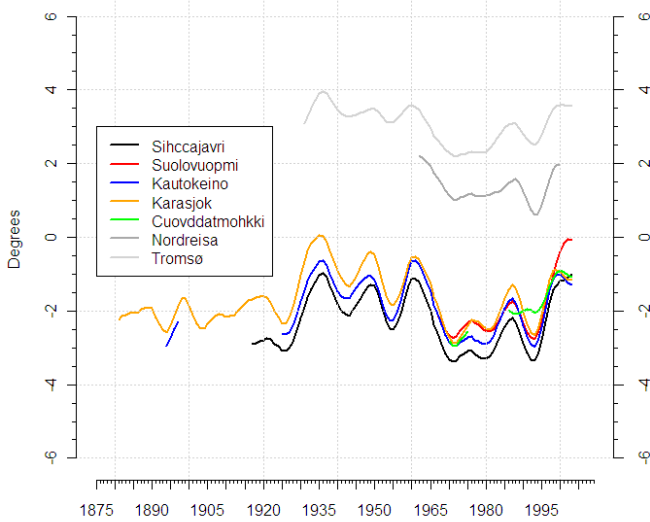 6
6
4
4
Sihccajavri
Suolovuopmi
Kautokeino
Karasjok
Cuovddatmohkki
Nordreisa
Tromsø
2
2
Degrees
0
0
2
2
-4
-4
-6
-6
1875 1890 1905 1920 1935 1950 1965 1980 1995